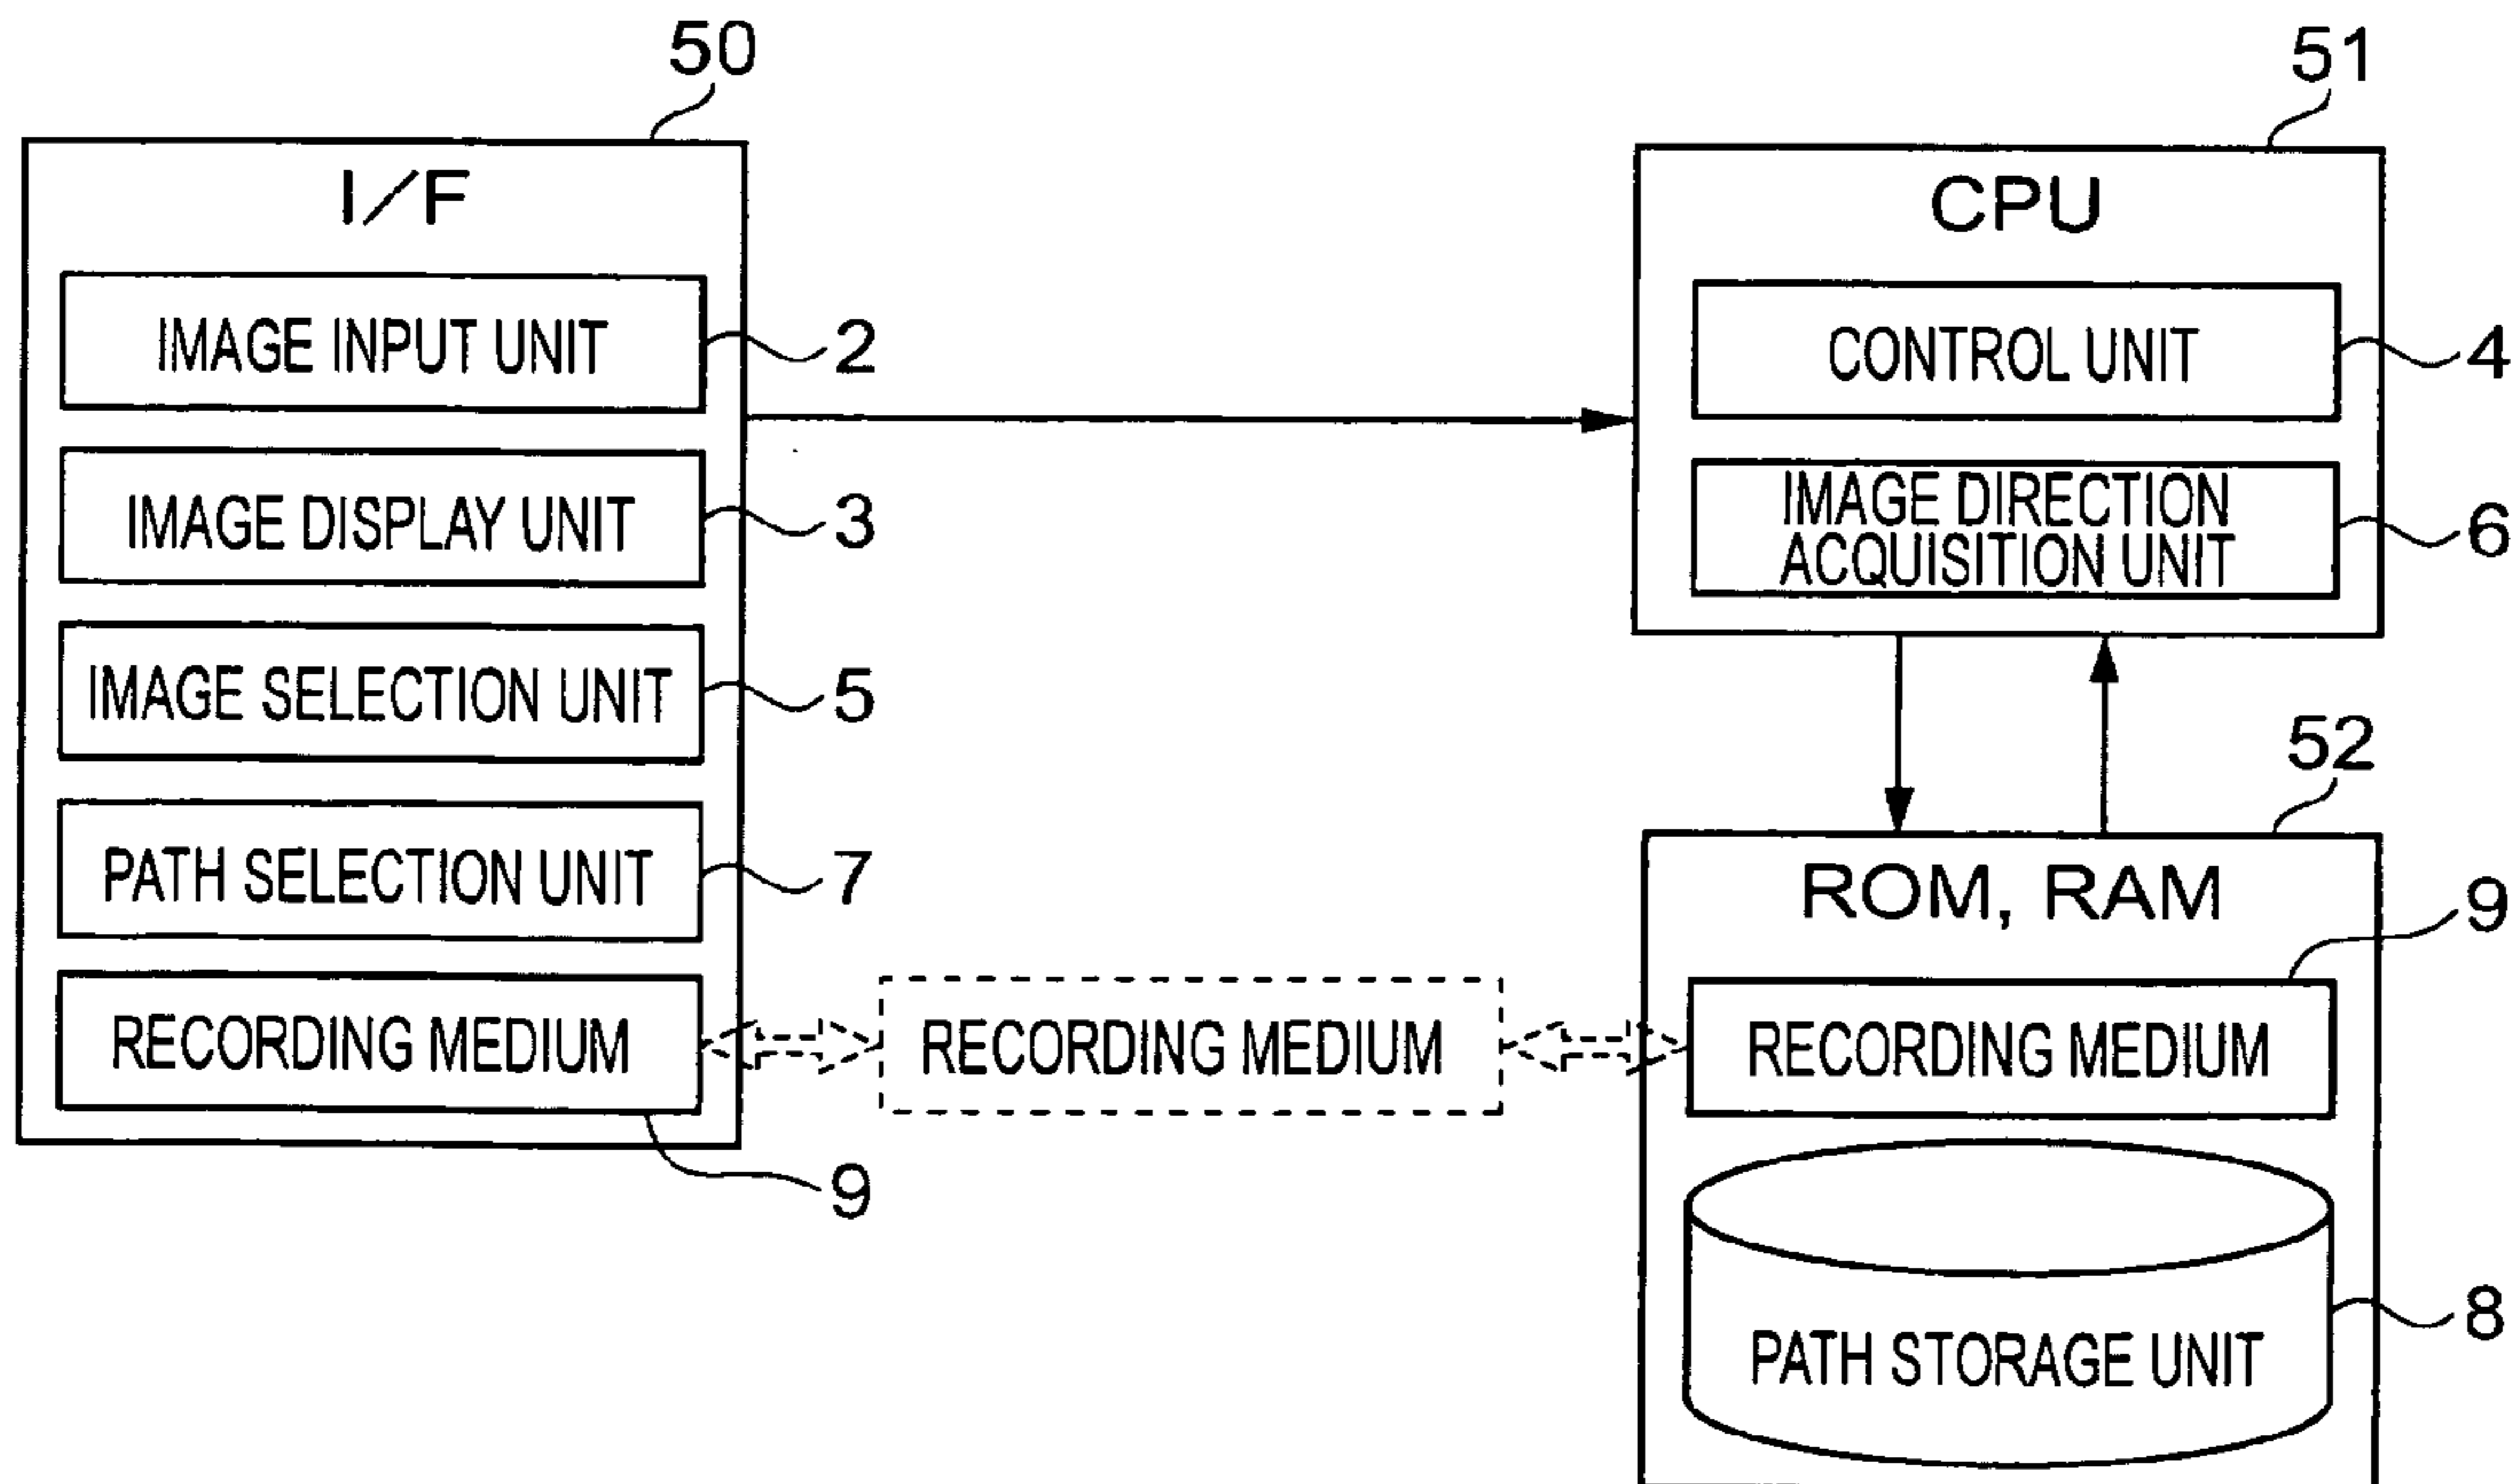 50
I/F
IMAGE INPUT UNIT
2
IMAGE DISPLAY UNIT
3
IMAGE SELECTION UNIT
5
PATH SELECTION UNIT
7
RECORDING MEDIUM
9
RECORDING MEDIUM
51
CPU
CONTROL UNIT
4
IMAGE DIRECTION
ACQUISITION UNIT
6
52
ROM, RAM
9
RECORDING MEDIUM
PATH STORAGE UNIT
8